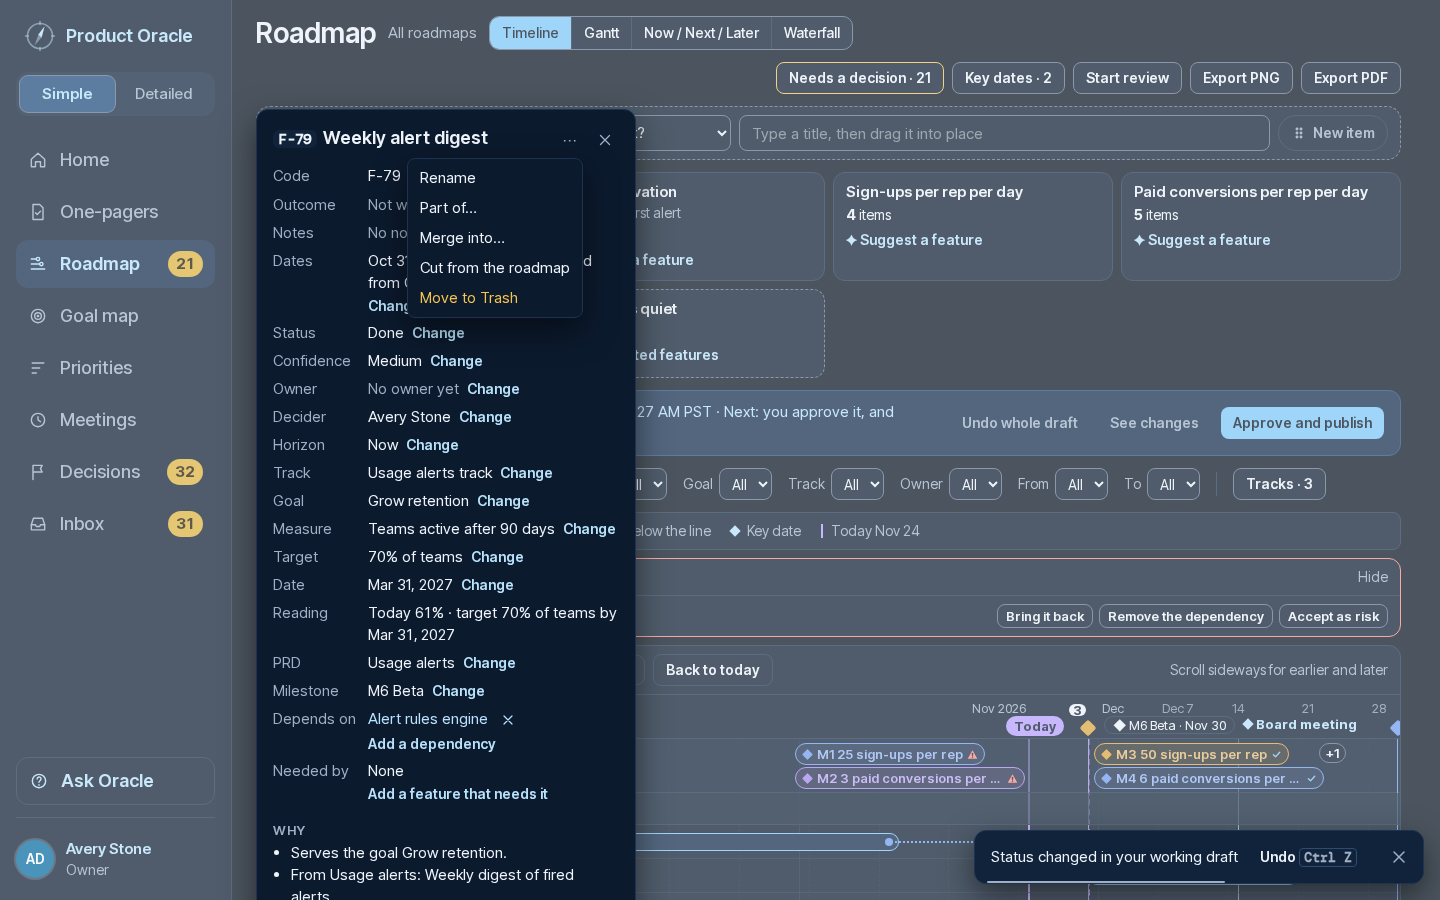 Product Oracle
Simple
Detailed
Home
One-pagers
Roadmap
21
Goal map
Priorities
Meetings
Decisions
32
Inbox
31
Ask Oracle
AD
Avery Stone
Owner
Roadmap
All roadmaps
Timeline
Gantt
Now / Next / Later
Waterfall
Needs a decision · 21
Key dates · 2
Start review
Export PNG
Export PDF
Type a title, then drag it into place
New item
Sign-ups per rep per day
4 items
Suggest a feature
Paid conversions per rep per day
5 items
Suggest a feature
a feature
quiet
features
27 AM PST · Next: you approve it, and
Undo whole draft
See changes
Approve and publish
Goal
All
Track
All
Owner
All
From
All
To
All
Tracks · 3
the line
Key date
Today Nov 24
Hide
Bring it back
Remove the dependency
Accept as risk
Back to today
Scroll sideways for earlier and later
Nov 2026
3
Dec
Dec 7
14
21
28
Today
M6 Beta · Nov 30
Board meeting
M1 25 sign-ups per rep
M3 50 sign-ups per rep
+1
M2 3 paid conversions per ...
M4 6 paid conversions per ...
F-79
Weekly alert digest
Code
F-79
Outcome
Not
Notes
No
Dates
Oct
from
Status
Done
Change
Confidence
Medium
Change
Owner
No owner yet
Change
Decider
Avery Stone
Change
Horizon
Now
Change
Track
Usage alerts track
Change
Goal
Grow retention
Change
Measure
Teams active after 90 days
Change
Target
70% of teams
Change
Date
Mar 31, 2027
Change
Reading
Today 61% · target 70% of teams by
Mar 31, 2027
PRD
Usage alerts
Change
Milestone
M6 Beta
Change
Depends on
Alert rules engine
Add a dependency
Needed by
None
Add a feature that needs it
WHY
Serves the goal Grow retention.
From Usage alerts: Weekly digest of fired
alerts
Rename
Part of...
Merge into...
Cut from the roadmap
Move to Trash
Status changed in your working draft
Undo
Ctrl Z